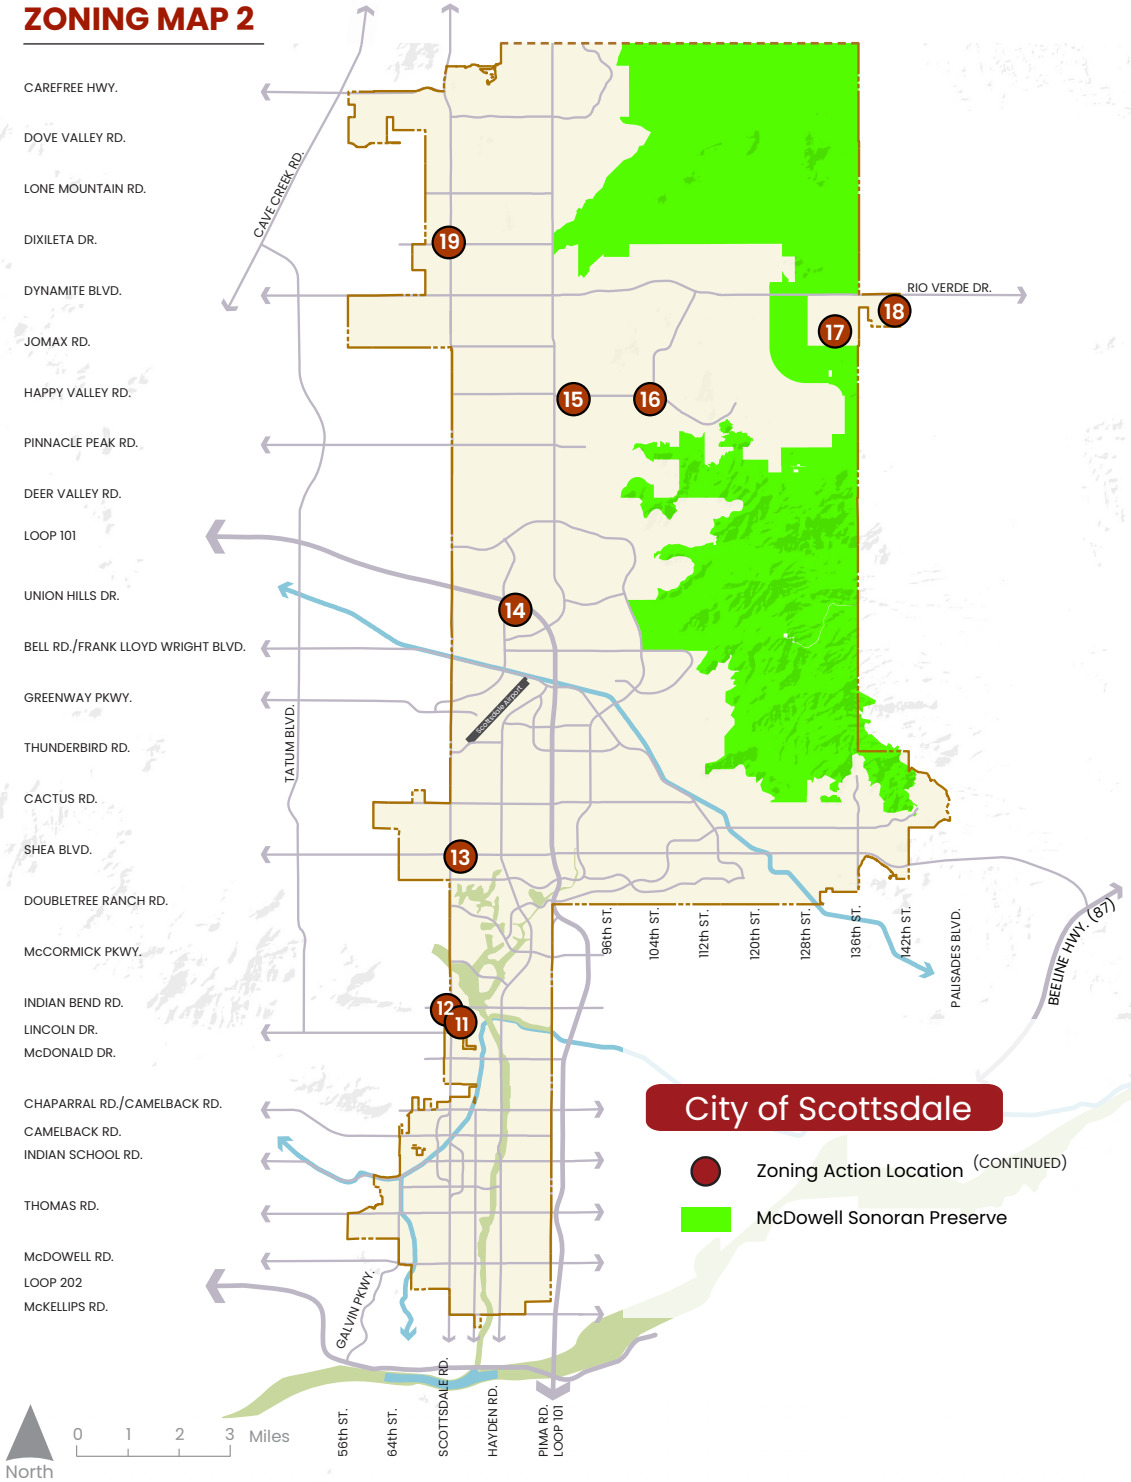 ZONING MAP 2
CAREFREE HWY.
DOVE VALLEY RD.
LONE MOUNTAIN RD.
CAVE CREEK RD.
DIXILETA DR.
19
DYNAMITE BLVD.
RIO VERDE DR.
18
17
JOMAX RD.
HAPPY VALLEY RD.
15
16
PINNACLE PEAK RD.
DEER VALLEY RD.
LOOP 101
UNION HILLS DR.
14
BELL RD./FRANK LLOYD WRIGHT BLVD.
GREENWAY PKWY.
Scottsdale Airport
TATUM BLVD.
THUNDERBIRD RD.
CACTUS RD.
SHEA BLVD.
13
DOUBLETREE RANCH RD.
96th ST.
104th ST.
112th ST.
120th ST.
128th ST.
136th ST.
142th ST.
PALISADES BLVD.
BEELINE HWY. (87)
McCORMICK PKWY.
INDIAN BEND RD.
12
11
LINCOLN DR.
McDONALD DR.
CHAPARRAL RD./CAMELBACK RD.
City of Scottsdale
CAMELBACK RD.
INDIAN SCHOOL RD.
Zoning Action Location (CONTINUED)
THOMAS RD.
McDowell Sonoran Preserve
McDOWELL RD.
LOOP 202
McKELLIPS RD.
GALVIN PKWY.
56th ST.
64th ST.
SCOTTSDALE RD.
HAYDEN RD.
PIMA RD.
LOOP 101
0 1 2 3 Miles
North